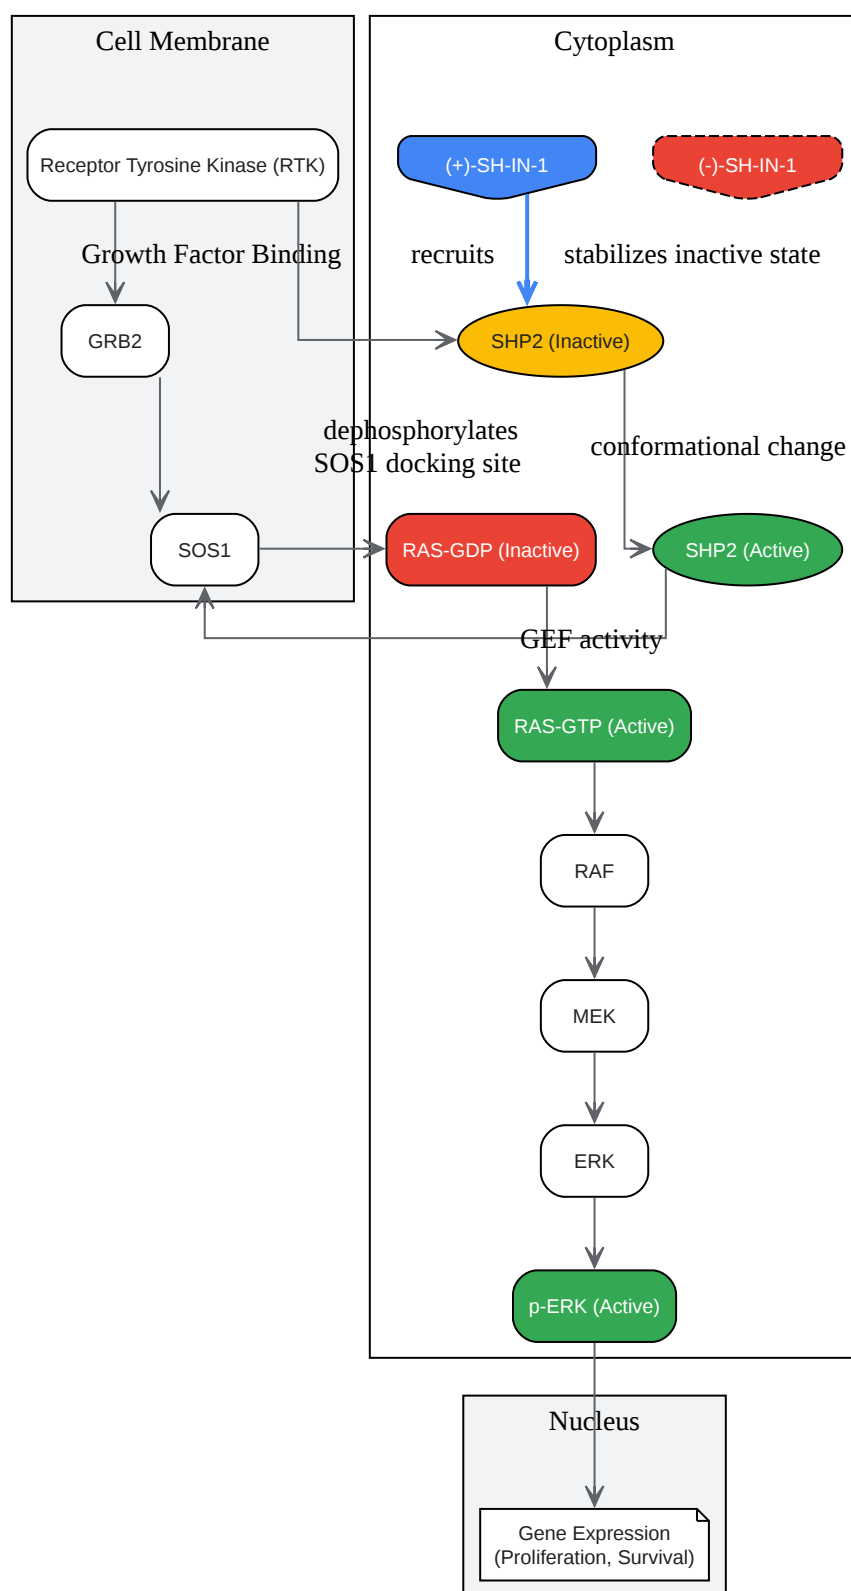 Cell Membrane
Cytoplasm
Receptor Tyrosine Kinase (RTK)
(+)-SH-IN-1
(-)-SH-IN-1
Growth Factor Binding
recruits
stabilizes inactive state
GRB2
SHP2 (Inactive)
dephosphorylates
SOS1 docking site
conformational change
SOS1
RAS-GDP (Inactive)
SHP2 (Active)
GEF activity
RAS-GTP (Active)
RAF
MEK
ERK
p-ERK (Active)
Nucleus
Gene Expression
(Proliferation, Survival)